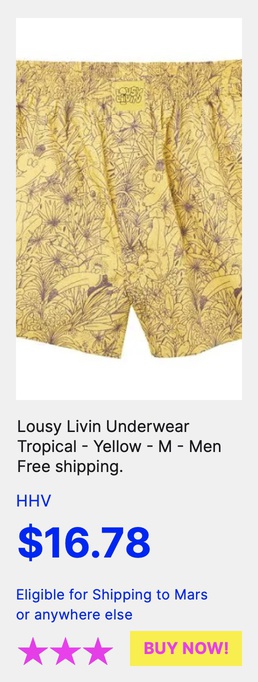 LOUSY
LIVIN
Lousy Livin Underwear
Tropical - Yellow - M - Men
Free shipping.
HHV
$16.78
Eligible for Shipping to Mars
or anywhere else
BUY NOW!